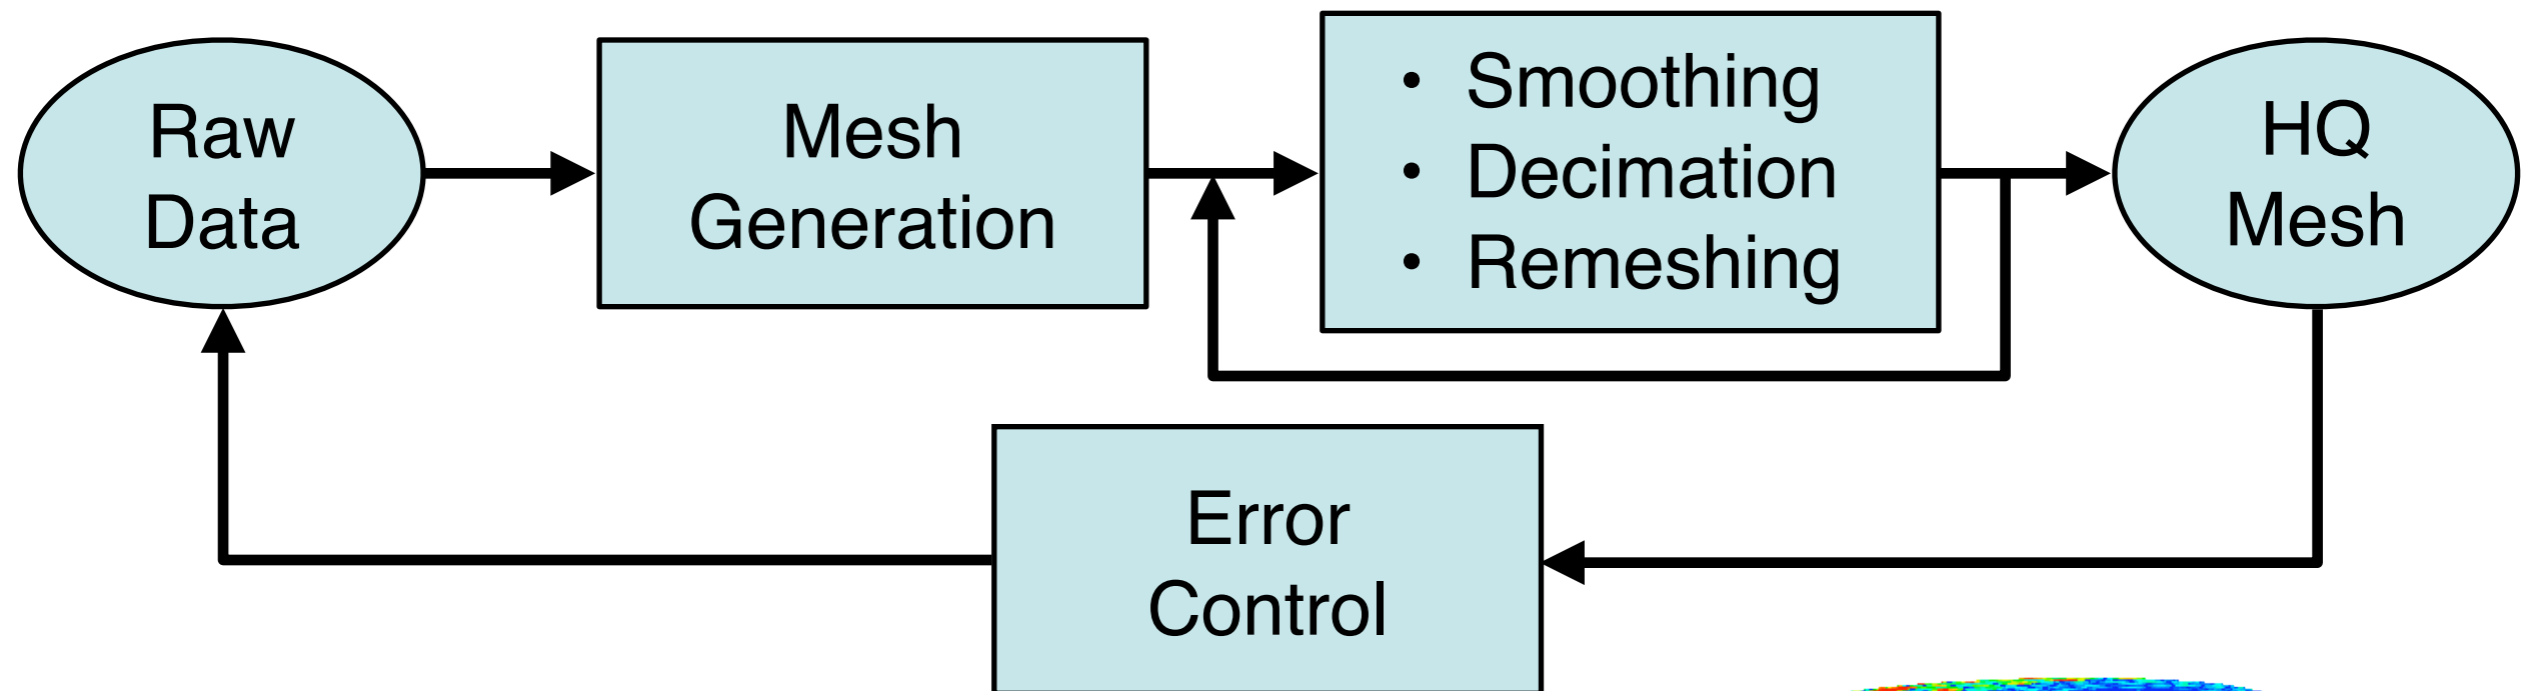 Raw
Data
Mesh
Generation
• Smoothing
• Decimation
• Remeshing
HQ
Mesh
Error
Control